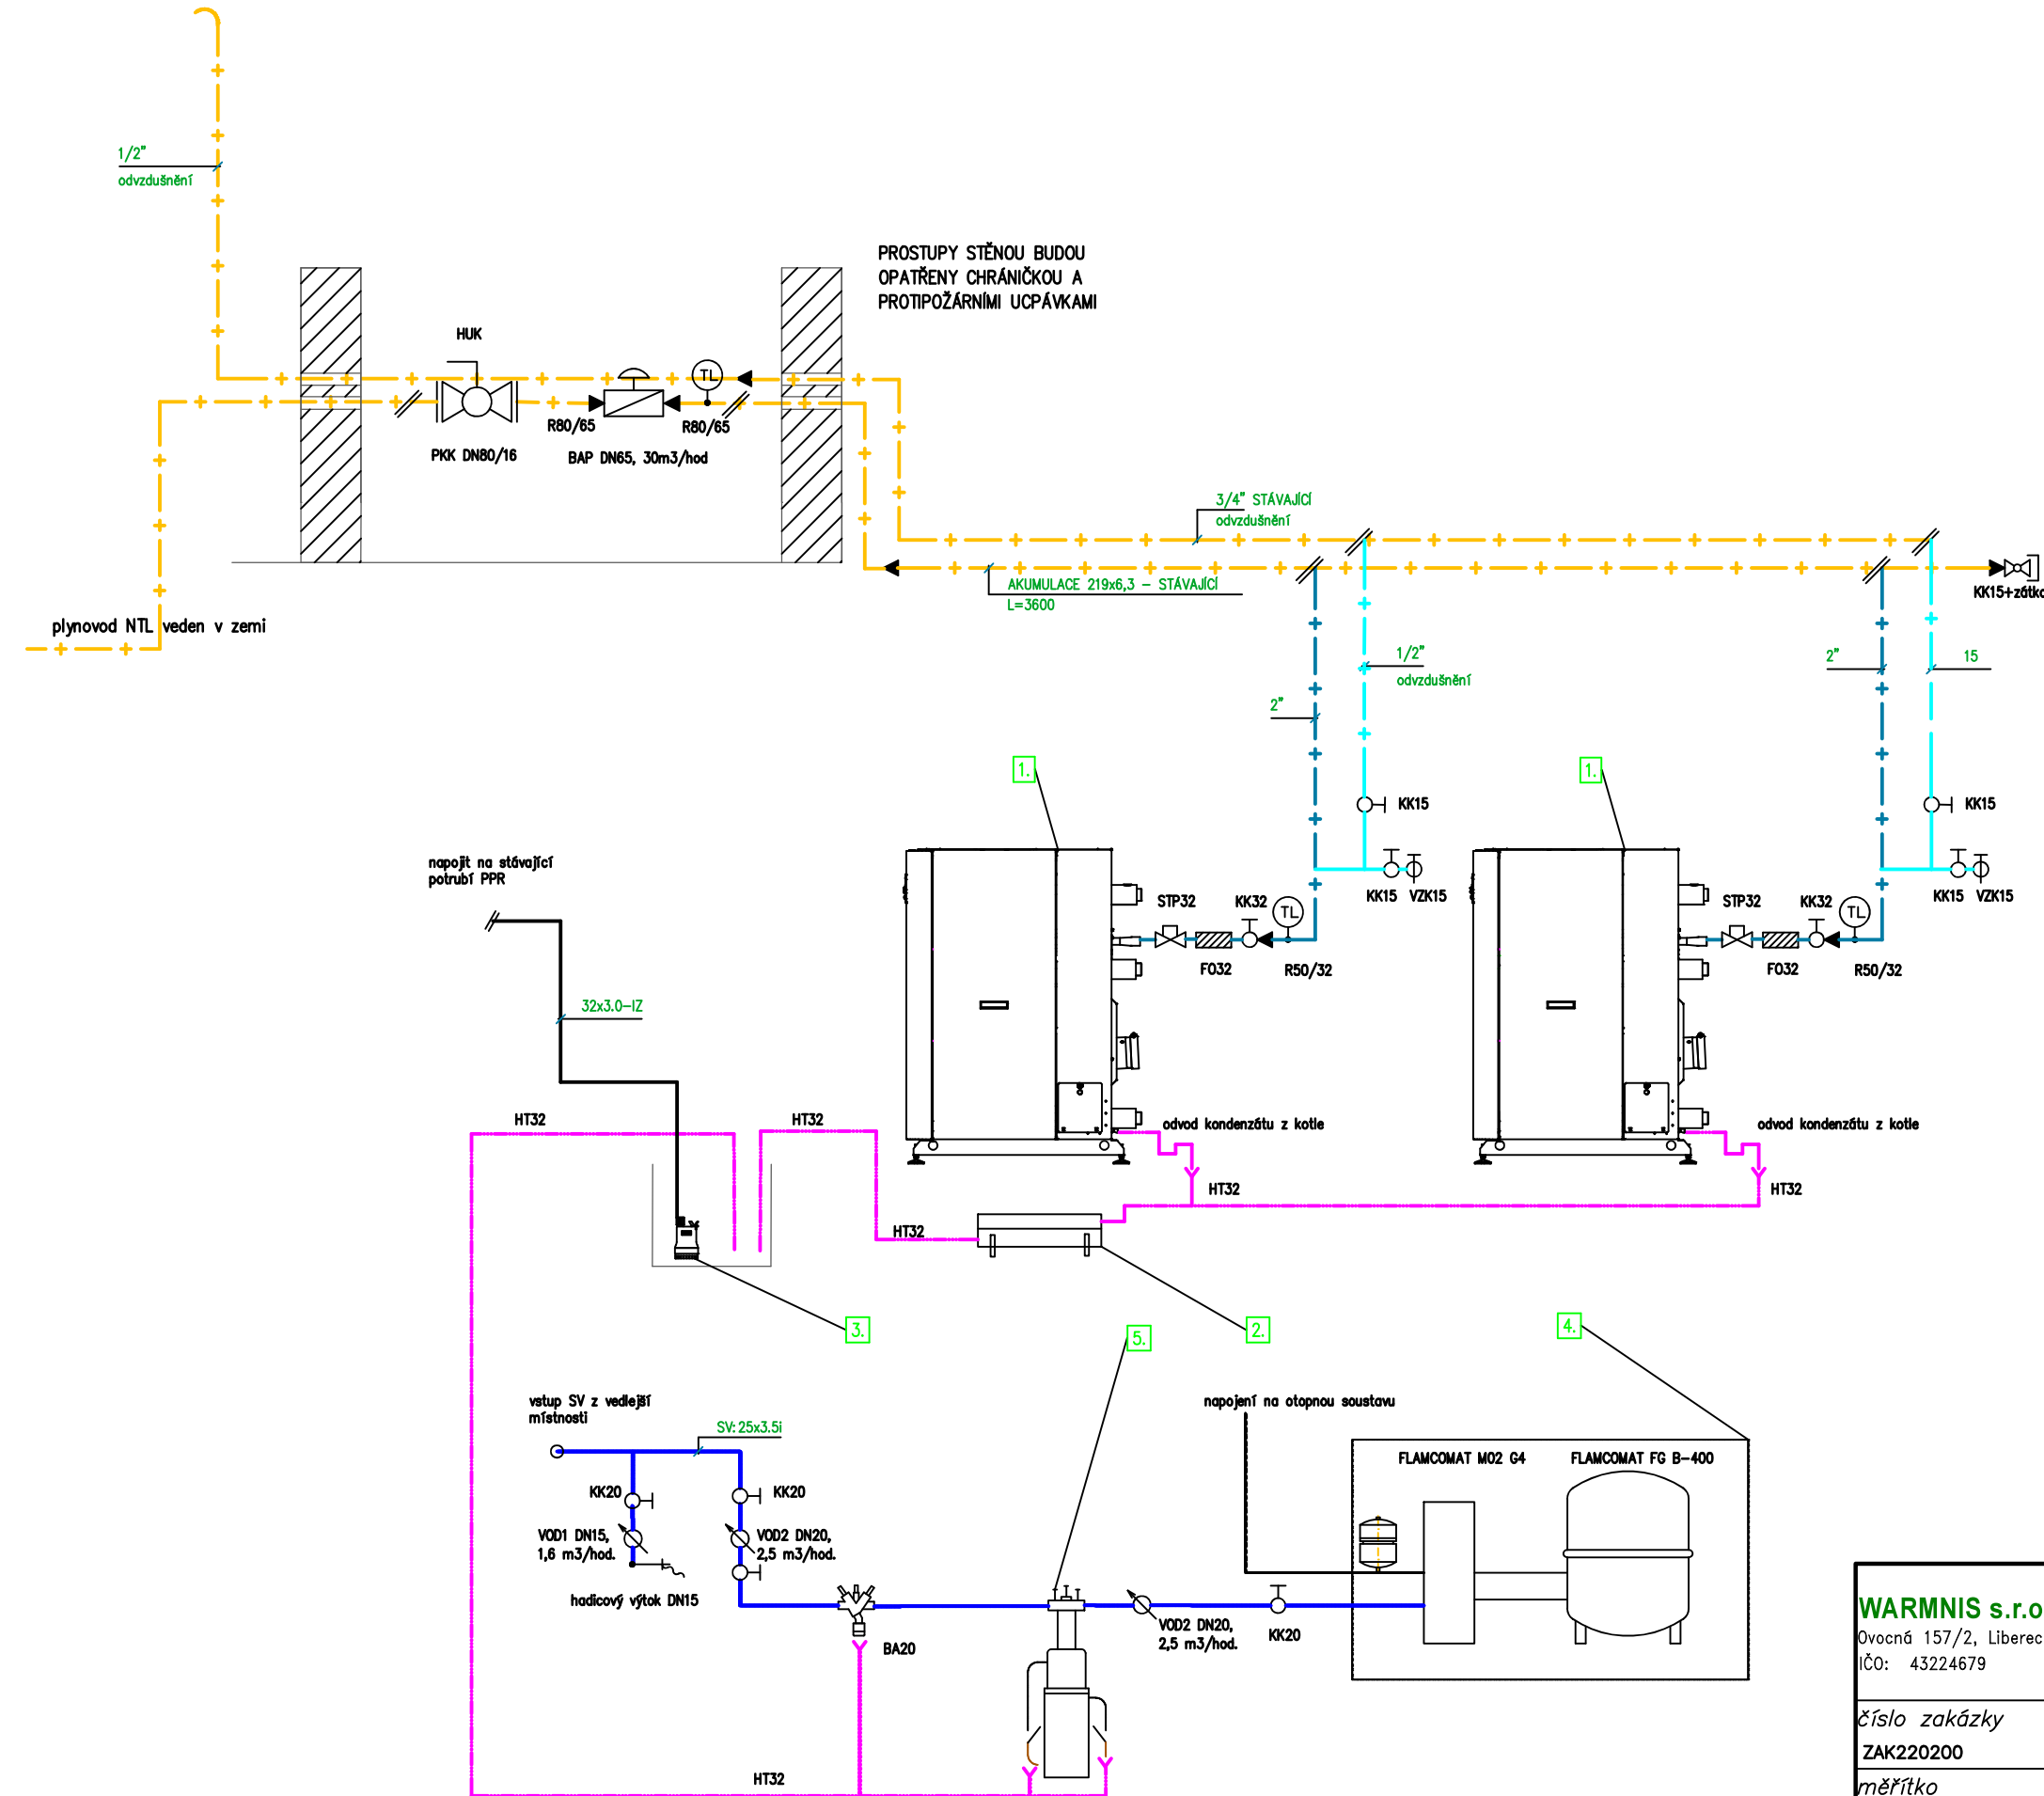 1/2"
odvzdušnění
PROSTUPY STĚNOU BUDOU
OPATŘENY CHRÁNIČKOU A
PROTIPOŽÁRNÍMI UCPÁVKAMI
HUK
TL
R80/65
R80/65
PKK DN80/16
BAP DN65, 30m3/hod
3/4" STÁVAJÍCÍ
odvzdušnění
AKUMULACE 219x6,3 – STÁVAJÍCÍ
L=3600
KK15+zátka
plynovod NTL veden v zemi
1/2"
odvzdušnění
2"
2"
15
1.
1.
KK15
KK15
napojit na stávající
potrubí PPR
KK15
VZK15
KK15
VZK15
STP32
KK32
TL
STP32
KK32
TL
FO32
R50/32
FO32
R50/32
32x3.0–IZ
HT32
HT32
odvod kondenzátu z kotle
odvod kondenzátu z kotle
HT32
HT32
HT32
3.
5.
2.
4.
vstup SV z vedlejší
místnosti
SV: 25x3.5i
napojení na otopnou soustavu
FLAMCOMAT M02 G4
FLAMCOMAT FG B–400
KK20
KK20
VOD1 DN15,
1,6 m3/hod.
VOD2 DN20,
2,5 m3/hod.
hadicový výtok DN15
BA20
VOD2 DN20,
2,5 m3/hod.
KK20
HT32
WARMNIS s.r.o
Ovocná 157/2, Liberec
IČO: 43224679
číslo zakázky
ZAK220200
měřítko